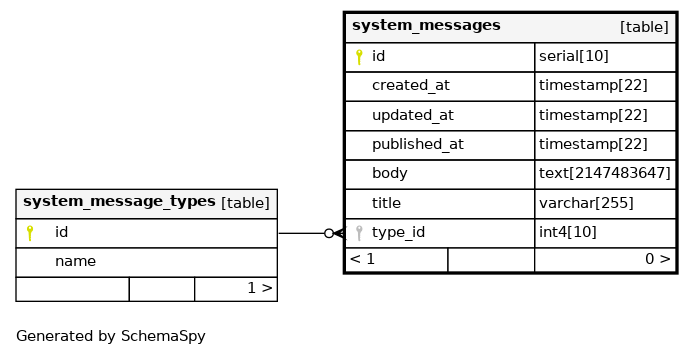 system_messages [table]
id serial[10]
created_at timestamp[22]
updated_at timestamp[22]
published_at timestamp[22]
body text[2147483647]
title varchar[255]
type_id int4[10]
< 1 0 >
system_message_types [table]
id
name
1 >
Generated by SchemaSpy